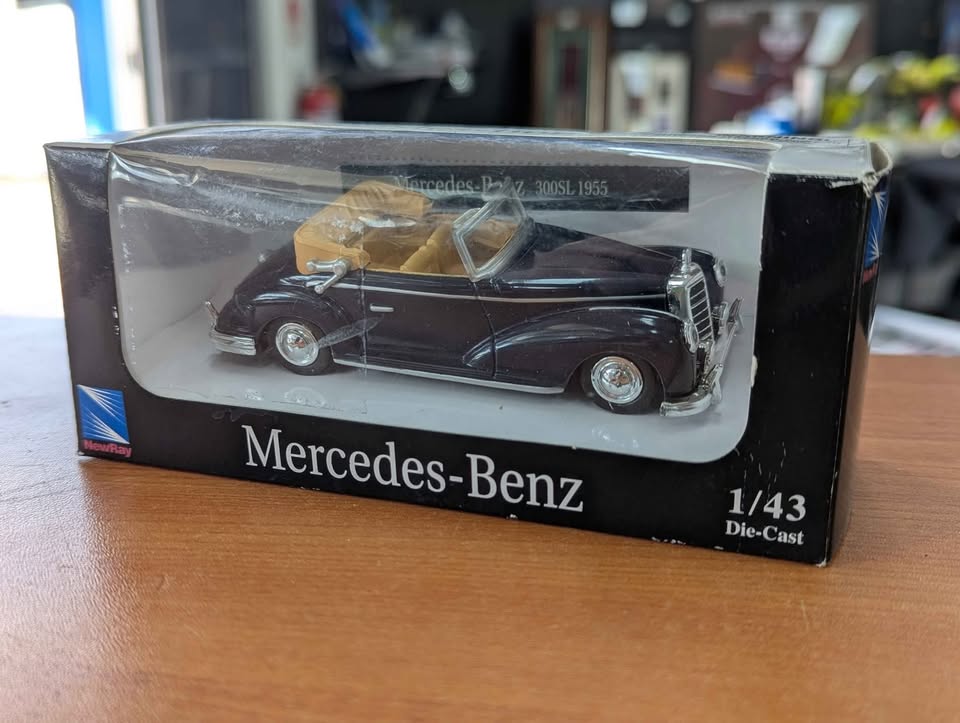 Mercedes-Benz 300SL 1955
NewRay
Mercedes-Benz
1/43
Die-Cast